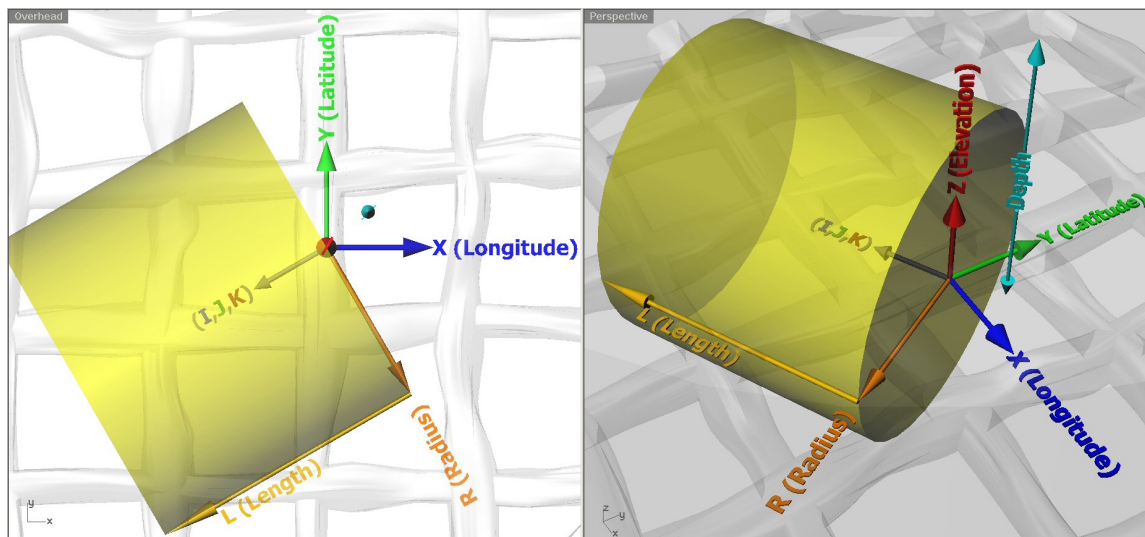 Overhead
Y (Latitude)
X (Longitude)
(I,J,K)
R (Radius)
L (Length)
y
x
Perspective
Z (Elevation)
Depth
Y (Latitude)
(I,J,K)
L (Length)
X (Longitude)
R (Radius)
z
y
x